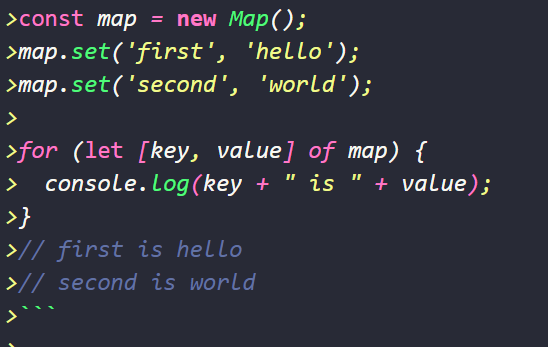 >const map = new Map();
>map.set('first', 'hello');
>map.set('second', 'world');
>
>for (let [key, value] of map) {
>  console.log(key + " is " + value);
>}
>// first is hello
>// second is world
>```
>